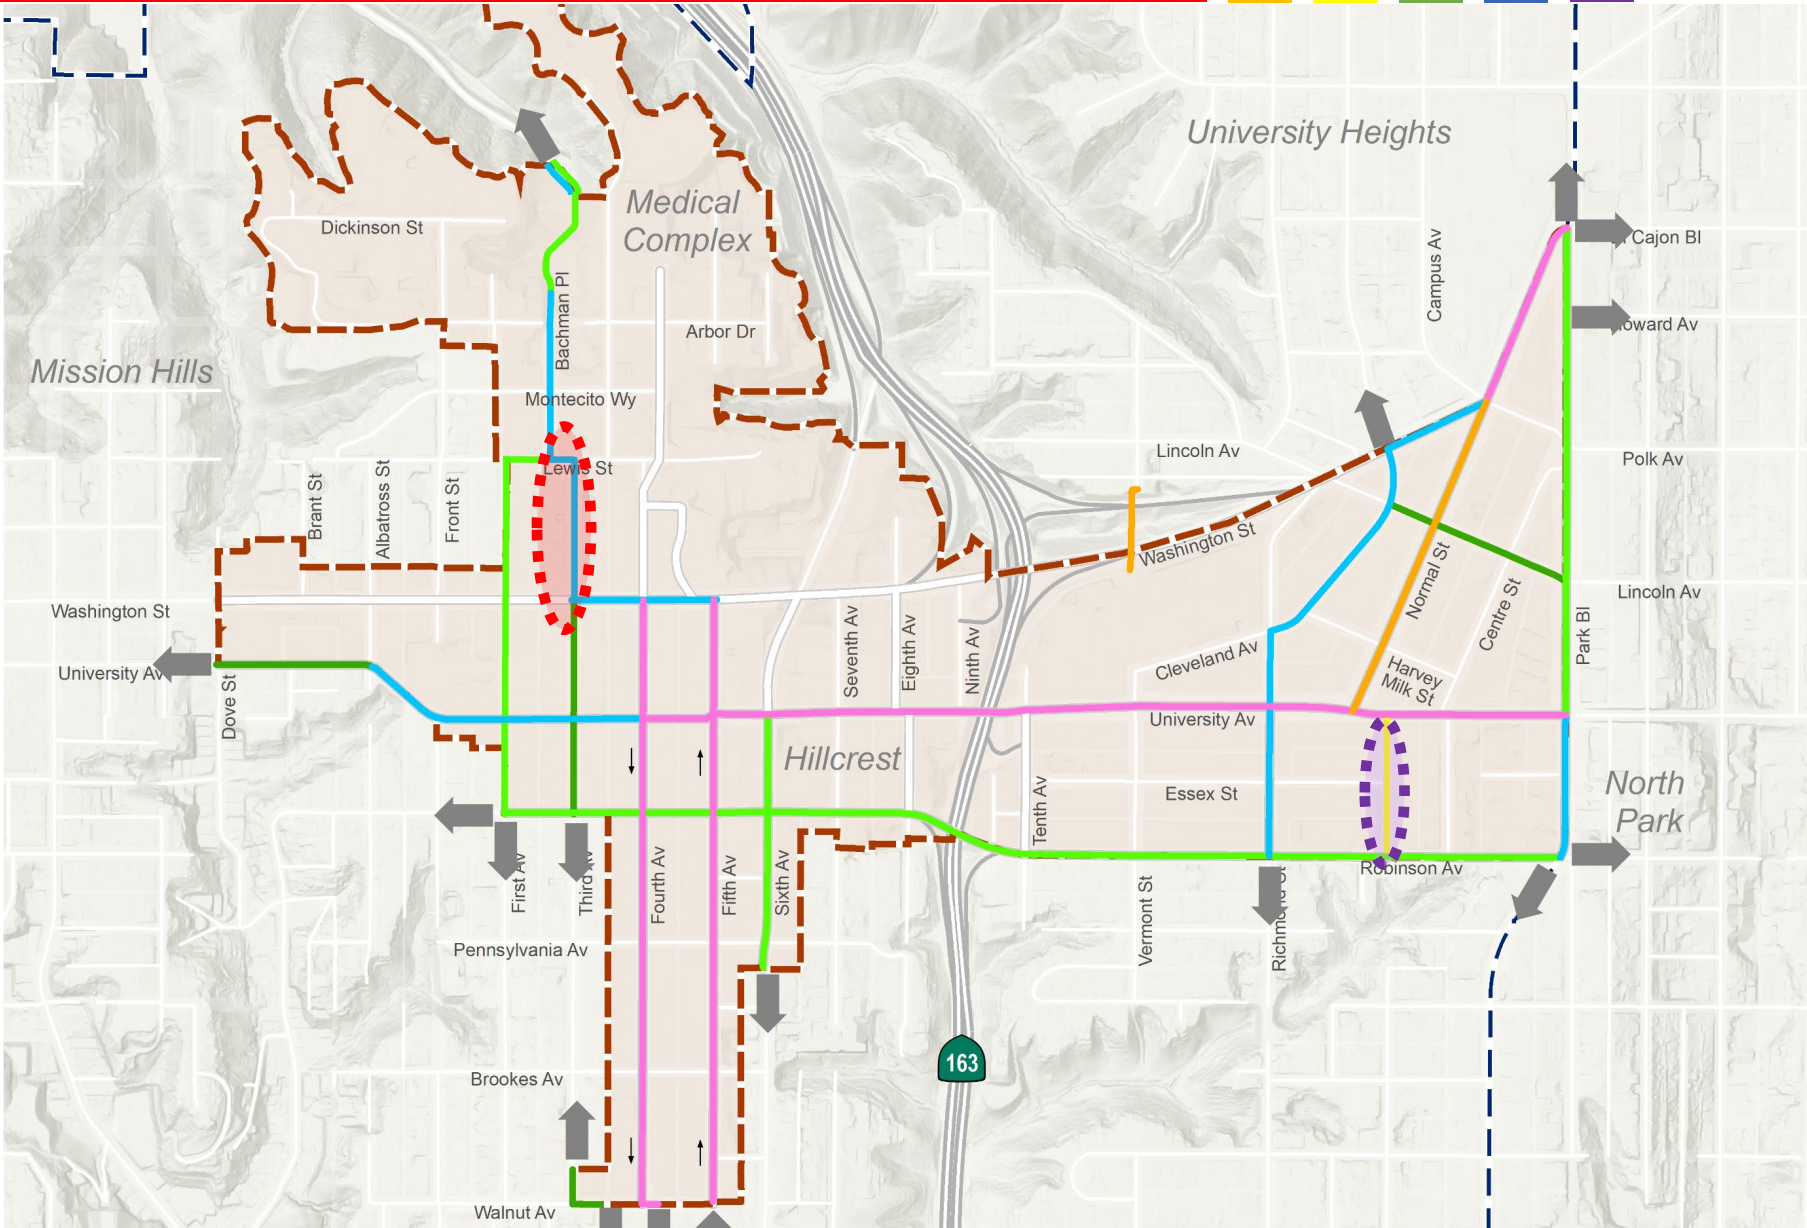 University Heights
Medical
Complex
Dickinson St
Campus Av
Cajon Bl
Bachman Pl
Arbor Dr
oward Av
Mission Hills
Montecito Wy
Lincoln Av
Polk Av
Lewis St
Brant St
Albatross St
Front St
Washington St
Normal St
Centre St
Lincoln Av
Washington St
Park Bl
Seventh Av
Eighth Av
Ninth Av
Cleveland Av
Harvey
Milk St
University Av
Dove St
University Av
Hillcrest
North
Park
Essex St
Tenth Av
First Av
Third Av
Fourth Av
Fifth Av
Sixth Av
Robinson Av
Vermont St
Richmond St
Pennsylvania Av
163
Brookes Av
Walnut Av